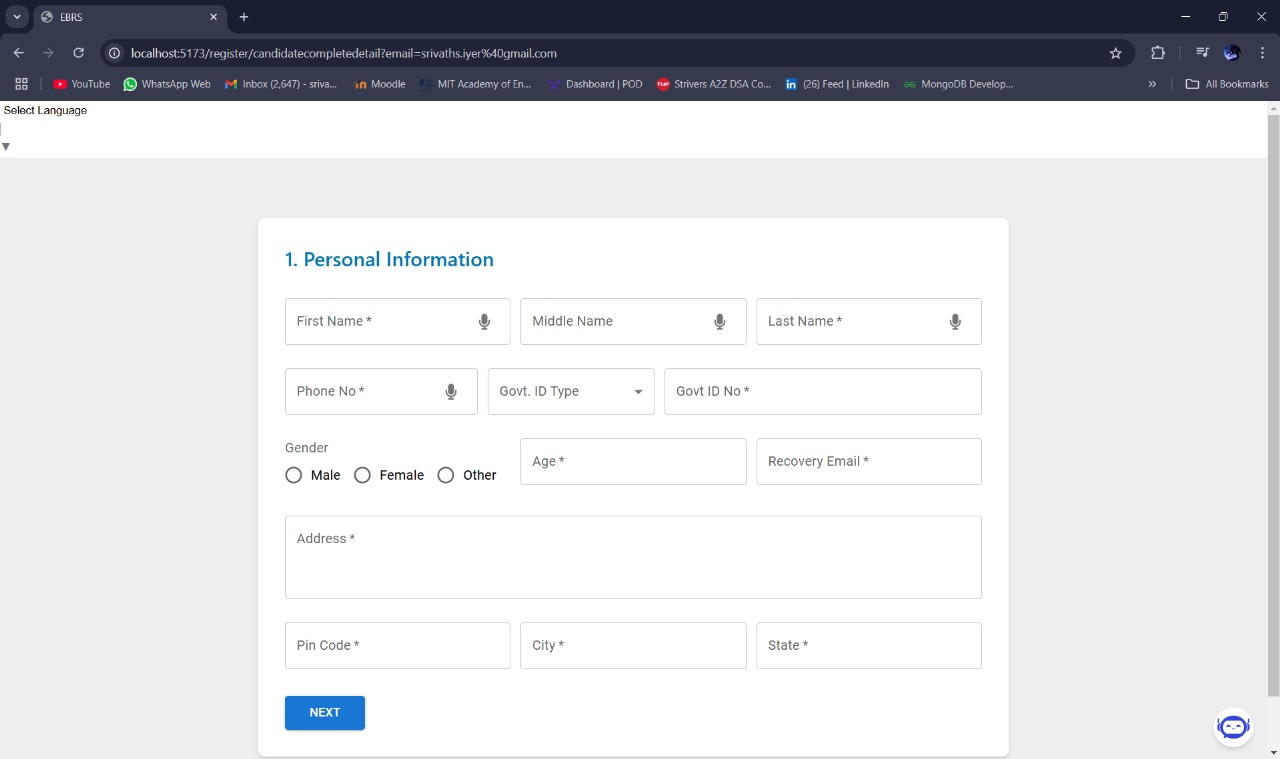 EBRS
localhost:5173/register/candidatecompletedetail?email=srivaths.iyer%40gmail.com
YouTube WhatsApp Web Inbox (2,647) - sriva... Moodle MIT Academy of En... Dashboard | POD Strivers A2Z DSA Co... (26) Feed | LinkedIn MongoDB Develop... » All Bookmarks
Select Language
▼
1. Personal Information
First Name * Middle Name Last Name *
Phone No * Govt. ID Type Govt ID No *
Gender
Male Female Other Age * Recovery Email *
Address *
Pin Code * City * State *
NEXT